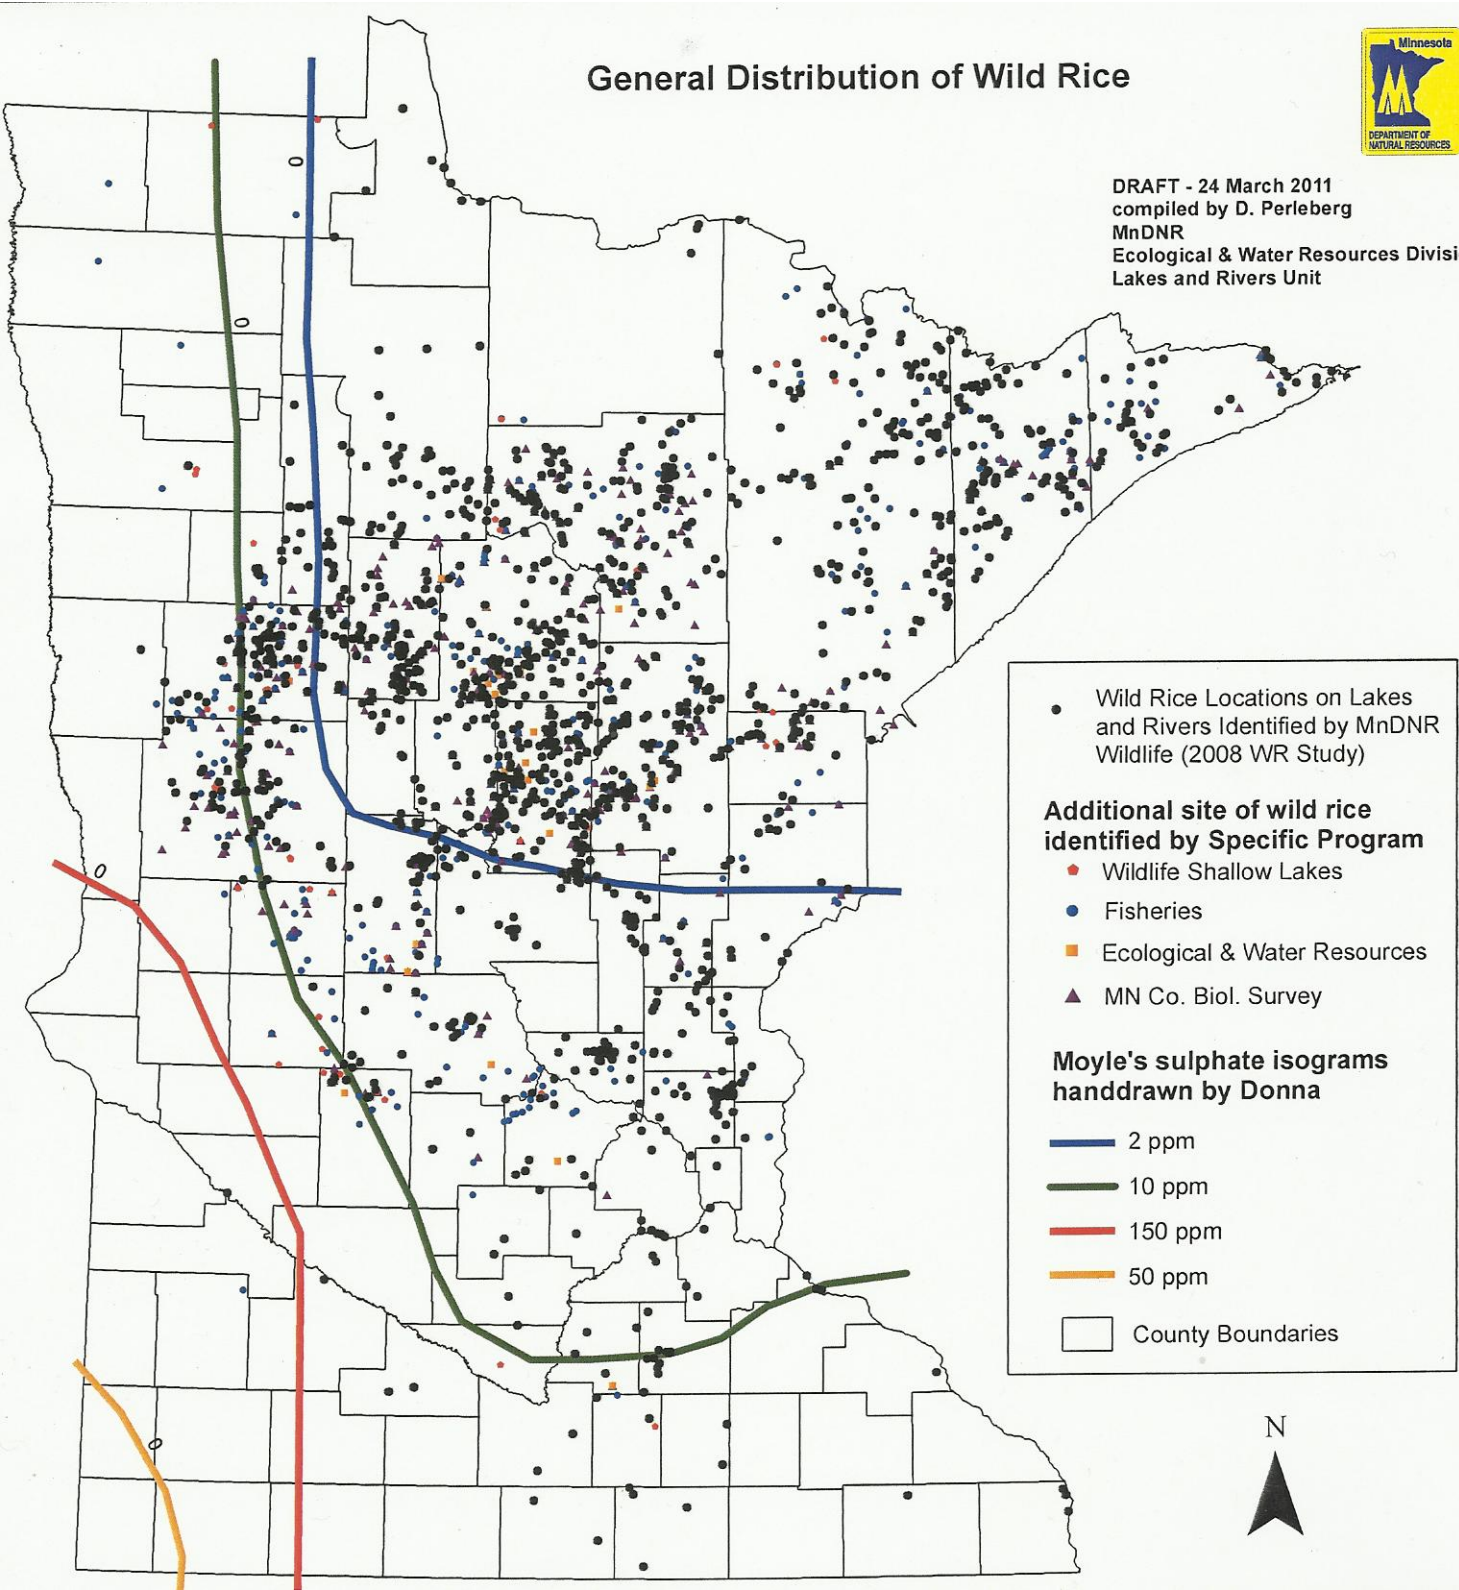 General Distribution of Wild Rice
Minnesota
M
DEPARTMENT OF
NATURAL RESOURCES
DRAFT - 24 March 2011
compiled by D. Perleberg
MnDNR
Ecological & Water Resources Divisi
Lakes and Rivers Unit
0
0
0
0
Wild Rice Locations on Lakes
and Rivers Identified by MnDNR
Wildlife (2008 WR Study)
Additional site of wild rice
identified by Specific Program
Wildlife Shallow Lakes
Fisheries
Ecological & Water Resources
MN Co. Biol. Survey
Moyle's sulphate isograms
handdrawn by Donna
2 ppm
10 ppm
150 ppm
50 ppm
County Boundaries
N